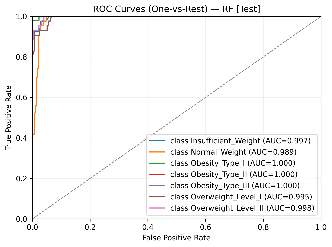 ROC Curves (One-vs-Rest) — RF [Test]
1.0
0.8
0.6
0.4
0.2
0.0
True Positive Rate
class Insufficient_Weight (AUC=0.997)
class Normal_Weight (AUC=0.989)
class Obesity_Type_I (AUC=1.000)
class Obesity_Type_II (AUC=1.000)
class Obesity_Type_III (AUC=1.000)
class Overweight_Level_I (AUC=0.995)
class Overweight_Level_II (AUC=0.998)
0.0 0.2 0.4 0.6 0.8 1.0
False Positive Rate